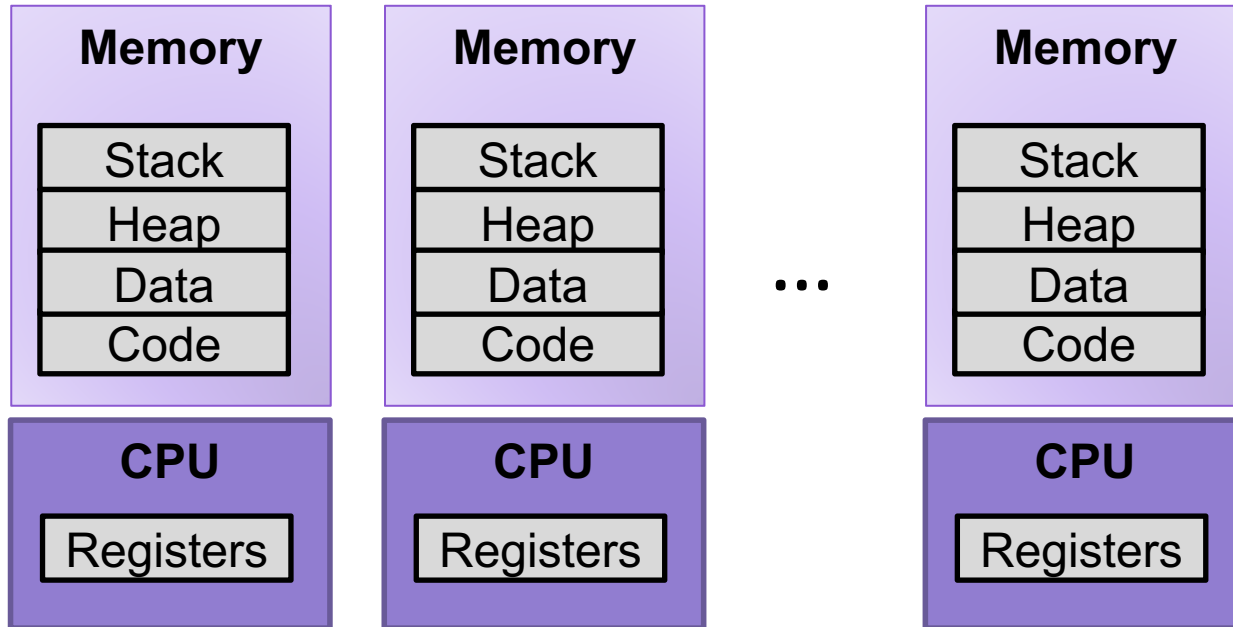 Memory
Stack
Heap
Data
Code
CPU
Registers
Memory
Stack
Heap
Data
Code
CPU
Registers
...
Memory
Stack
Heap
Data
Code
CPU
Registers